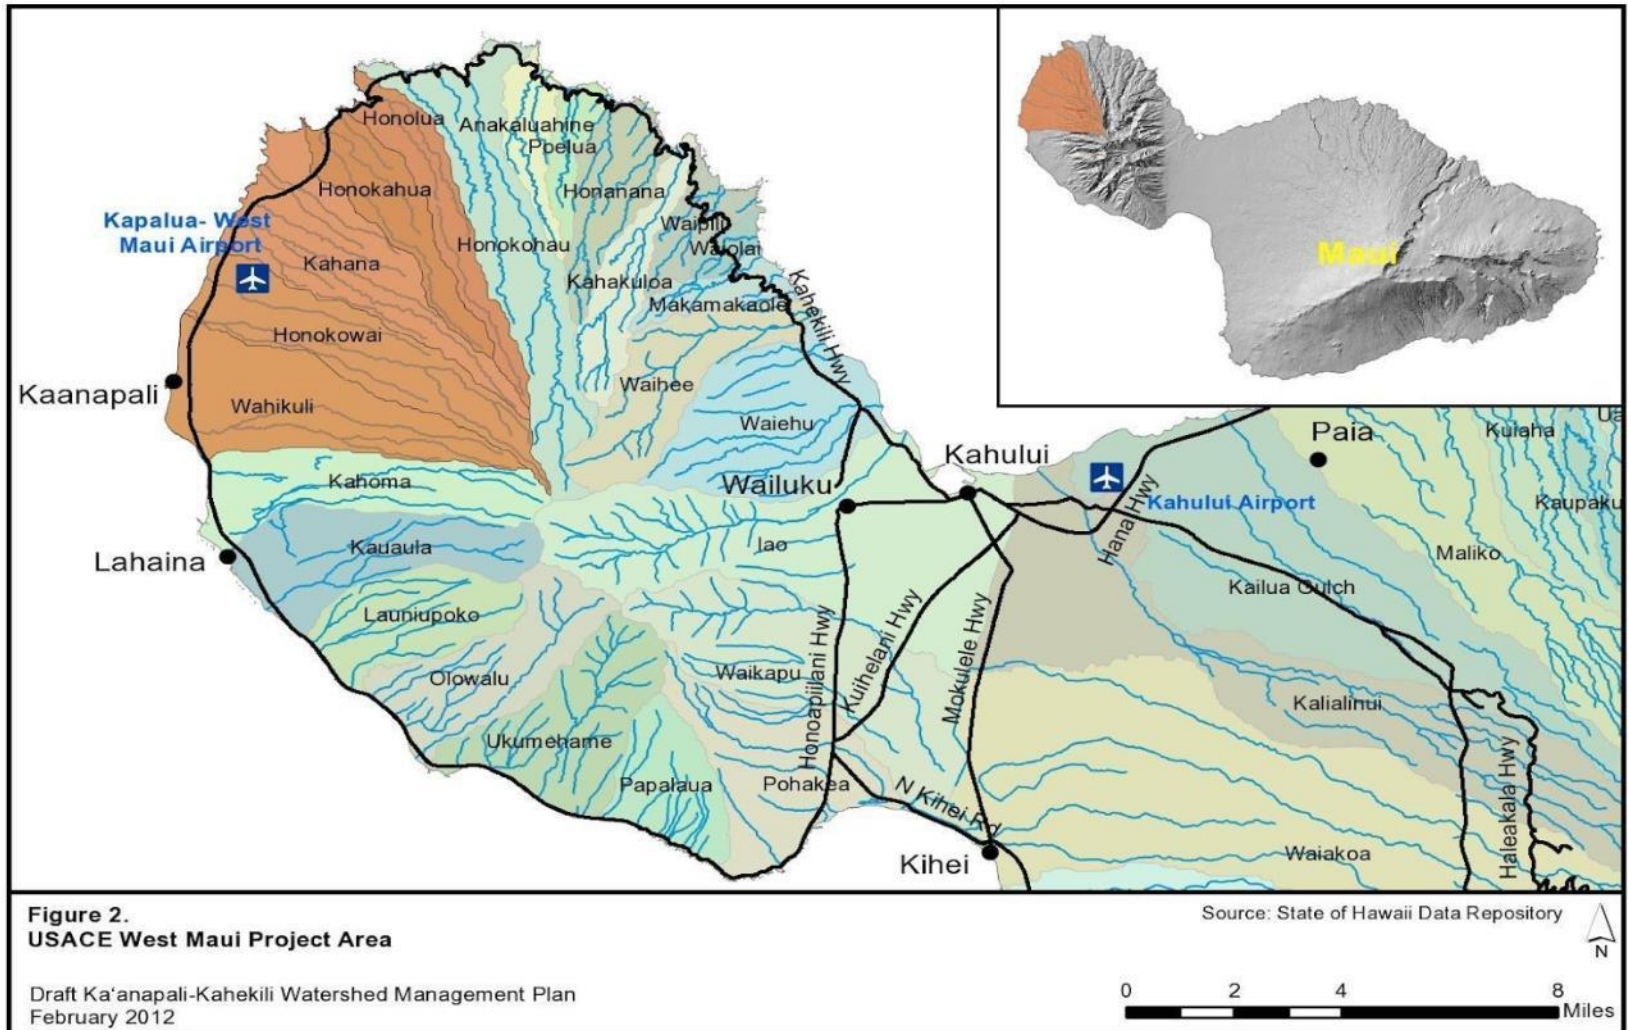 Honolua
Anakaluahine
Poelua
Honokahua
Honanana
Kapalua- West
Maui Airport
Waipili
Waiolai
Honokohau
Kahana
Kahakuloa
Makamakaole
Kahekili Hwy
Honokowai
Kaanapali
Waihee
Wahikuli
Waiehu
Maui
Kahului
Paia
Kuiaha
Ua
Kahoma
Wailuku
Kahului Airport
Kaupaku
Hanai Hwy
Lahaina
Kauaula
Iao
Maliko
Launiupoko
Kailua Gulch
Honoapiilani Hwy
Kuihelani Hwy
Mokulele Hwy
Olowalu
Waikapu
Kalialinui
Ukumehame
Papalaua
Pohakea
N Kihei Rd
Haleakala Hwy
Kihei
Waiakoa
Figure 2.
USACE West Maui Project Area
Source: State of Hawaii Data Repository
N
Draft Ka‘anapali-Kahekili Watershed Management Plan
February 2012
0 2 4 8
Miles